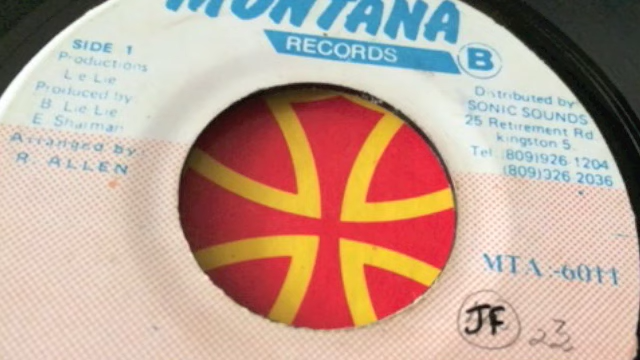 MONTANA
RECORDS
B
SIDE 1
Productions
Le Lie
Produced by
B. Lie Lie
E. Sharman
Arranged by
R. ALLEN
Distributed by
SONIC SOUNDS
25 Retirement Rd.
kingston 5.
Tel: (809)926 1204
(809)326 2036
MTA:-6011
JF
23